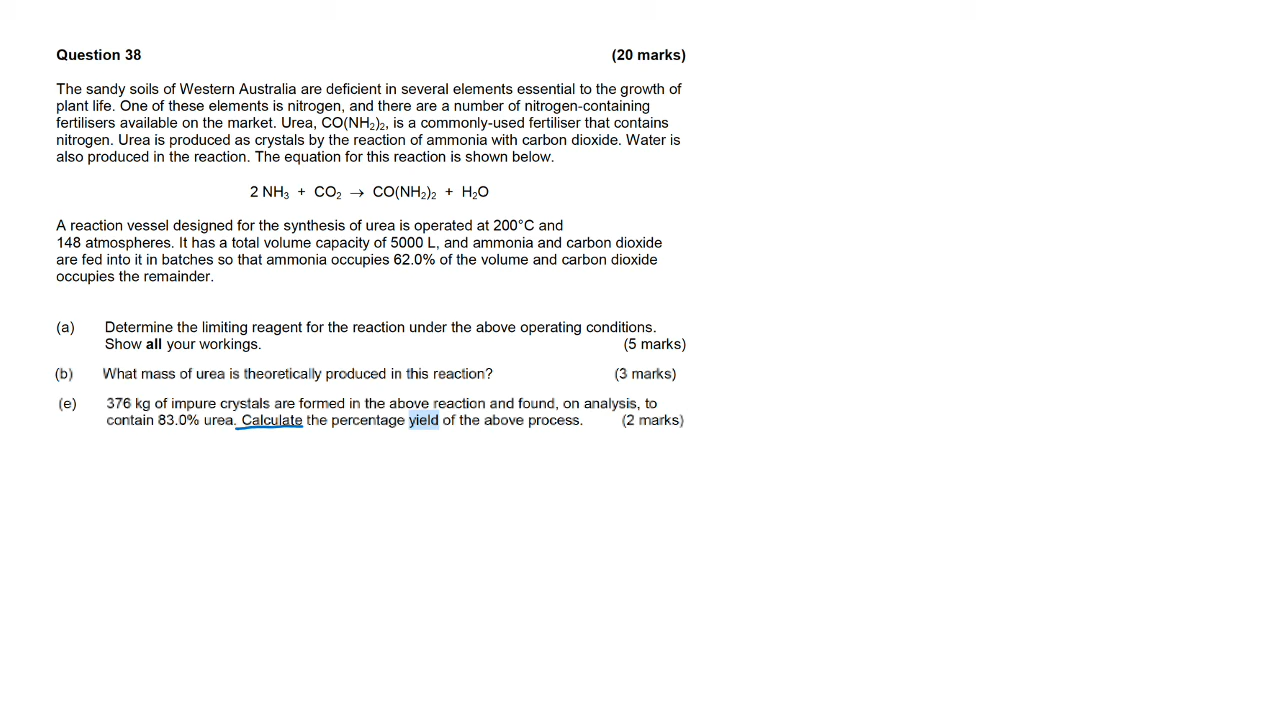 Question 38 (20 marks)
The sandy soils of Western Australia are deficient in several elements essential to the growth of
plant life. One of these elements is nitrogen, and there are a number of nitrogen-containing
fertilisers available on the market. Urea, CO(NH₂)₂, is a commonly-used fertiliser that contains
nitrogen. Urea is produced as crystals by the reaction of ammonia with carbon dioxide. Water is
also produced in the reaction. The equation for this reaction is shown below.
2 NH₃ + CO₂ → CO(NH₂)₂ + H₂O
A reaction vessel designed for the synthesis of urea is operated at 200°C and
148 atmospheres. It has a total volume capacity of 5000 L, and ammonia and carbon dioxide
are fed into it in batches so that ammonia occupies 62.0% of the volume and carbon dioxide
occupies the remainder.
(a) Determine the limiting reagent for the reaction under the above operating conditions.
Show all your workings. (5 marks)
(b) What mass of urea is theoretically produced in this reaction? (3 marks)
(e) 376 kg of impure crystals are formed in the above reaction and found, on analysis, to
contain 83.0% urea. Calculate the percentage yield of the above process. (2 marks)